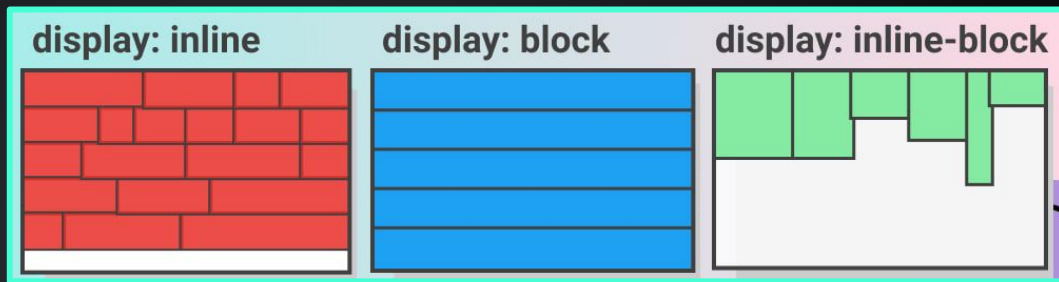 display: inline
display: block
display: inline-block